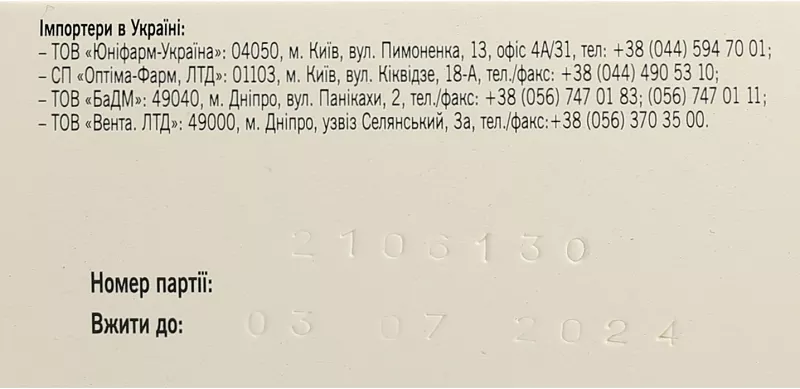 Імпортери в Україні:
– ТОВ «Юніфарм-Україна»: 04050, м. Київ, вул. Пимоненка, 13, офіс 4А/31, тел: +38 (044) 594 70 01;
– СП «Оптіма-Фарм, ЛТД»: 01103, м. Київ, вул. Кіквідзе, 18-А, тел./факс: +38 (044) 490 53 10;
– ТОВ «БаДМ»: 49040, м. Дніпро, вул. Панікахи, 2, тел./факс: +38 (056) 747 01 83; (056) 747 01 11;
– ТОВ «Вента. ЛТД»: 49000, м. Дніпро, узвіз Селянський, 3а, тел./факс:+38 (056) 370 35 00.
2106130
Номер партії:
Вжити до: 03 07 2024